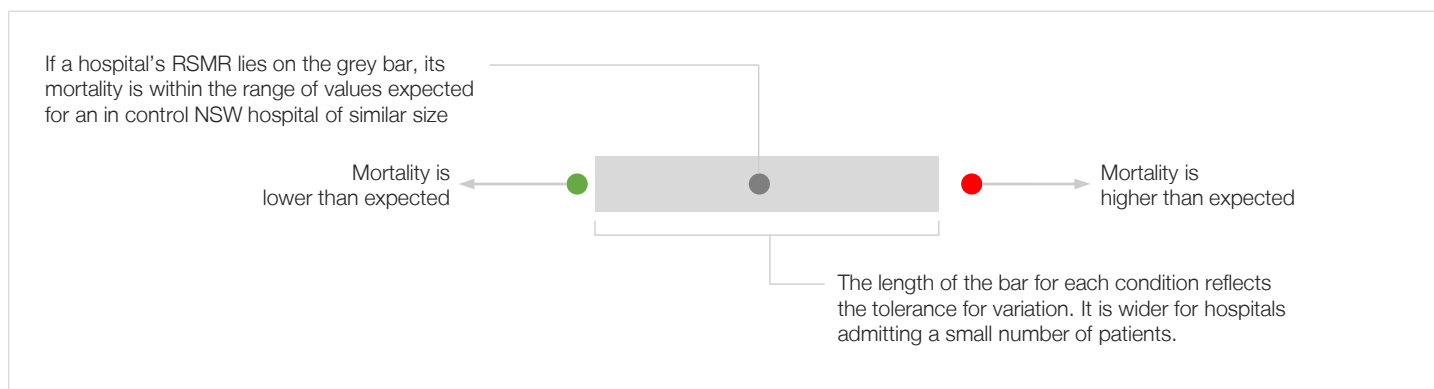 If a hospital’s RSMR lies on the grey bar, its
mortality is within the range of values expected
for an in control NSW hospital of similar size
Mortality is
lower than expected
Mortality is
higher than expected
The length of the bar for each condition reflects
the tolerance for variation. It is wider for hospitals
admitting a small number of patients.